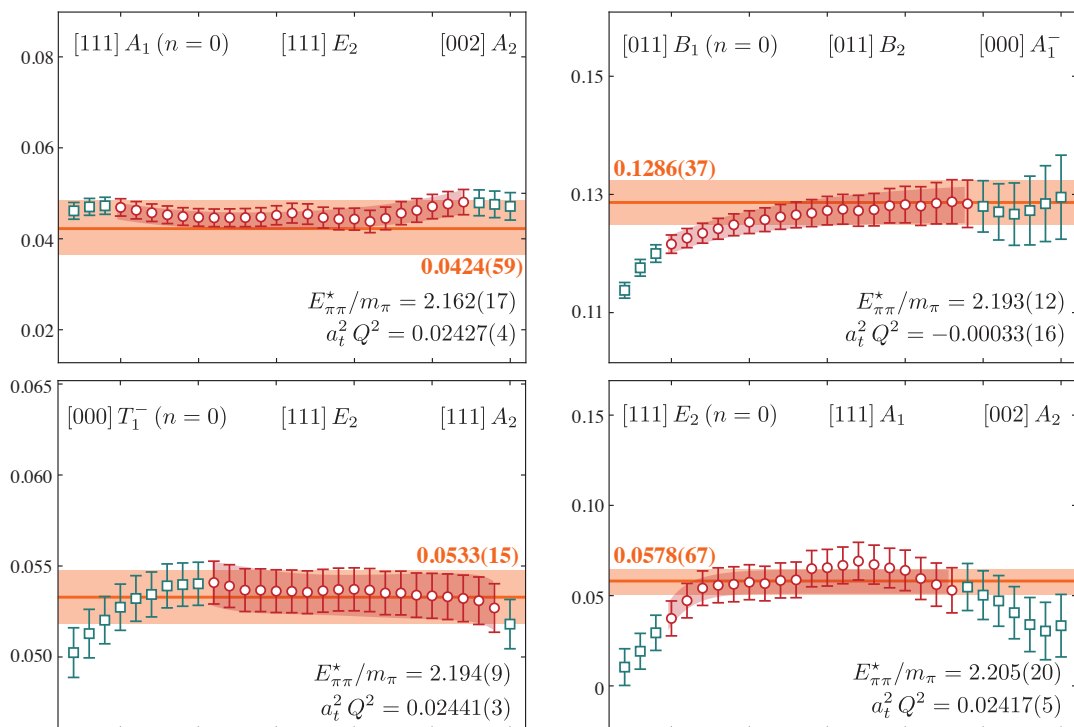 [111] A₁ (n = 0) [111] E₂ [002] A₂
0.08
0.06
0.04
0.02
0.0424(59)
E⋆ππ/mπ = 2.162(17)
aₜ² Q² = 0.02427(4)
[011] B₁ (n = 0) [011] B₂ [000] A₁⁻
0.15
0.13
0.11
0.1286(37)
E⋆ππ/mπ = 2.193(12)
aₜ² Q² = −0.00033(16)
[000] T₁⁻ (n = 0) [111] E₂ [111] A₂
0.065
0.060
0.055
0.050
0.0533(15)
E⋆ππ/mπ = 2.194(9)
aₜ² Q² = 0.02441(3)
[111] E₂ (n = 0) [111] A₁ [002] A₂
0.15
0.10
0.05
0
0.0578(67)
E⋆ππ/mπ = 2.205(20)
aₜ² Q² = 0.02417(5)